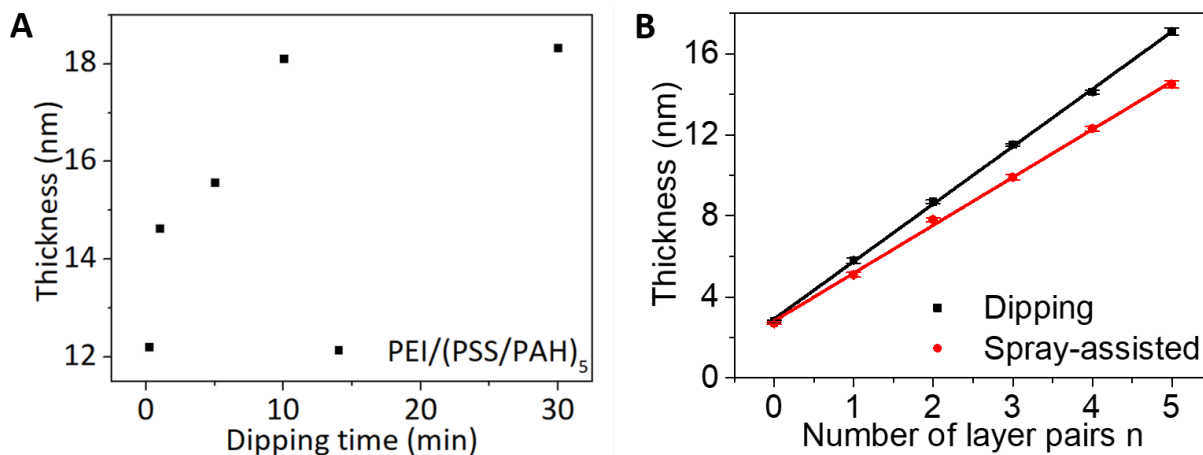 A
Thickness (nm)
18
16
14
12
PEI/(PSS/PAH)5
0
10
20
30
Dipping time (min)
B
Thickness (nm)
16
12
8
4
0
Dipping
Spray-assisted
0
1
2
3
4
5
Number of layer pairs n